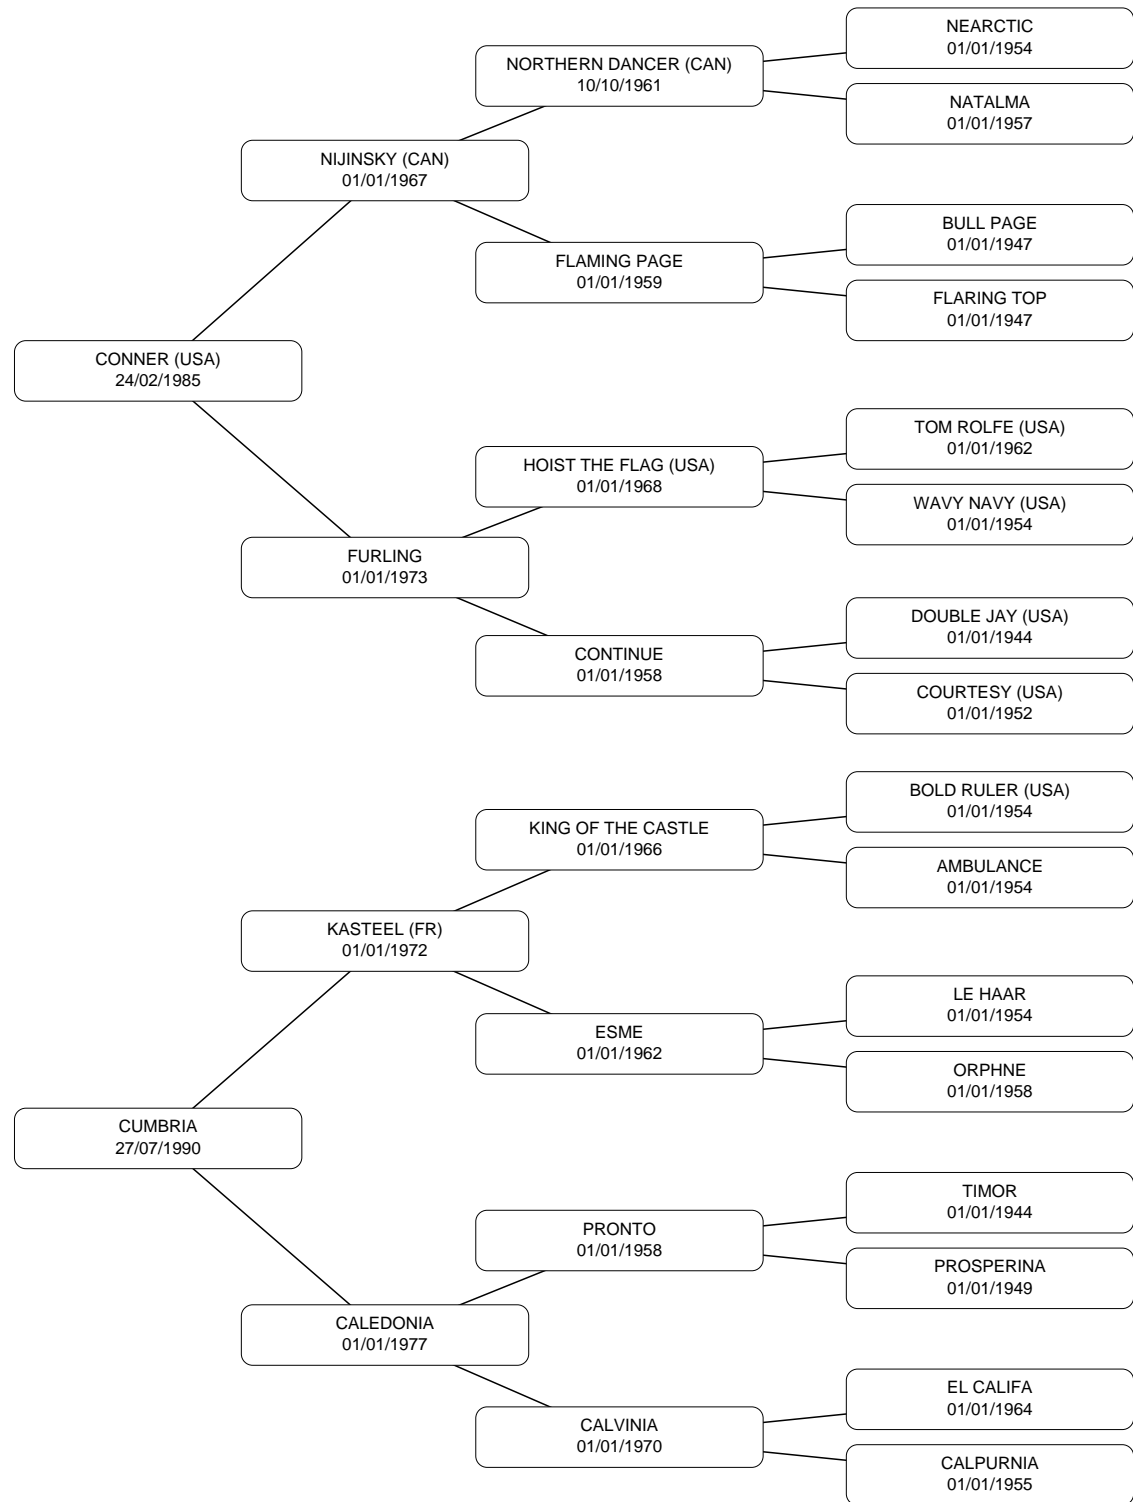 NEARCTIC
01/01/1954
NORTHERN DANCER (CAN)
10/10/1961
NATALMA
01/01/1957
NIJINSKY (CAN)
01/01/1967
BULL PAGE
01/01/1947
FLAMING PAGE
01/01/1959
FLARING TOP
01/01/1947
CONNER (USA)
24/02/1985
TOM ROLFE (USA)
01/01/1962
HOIST THE FLAG (USA)
01/01/1968
WAVY NAVY (USA)
01/01/1954
FURLING
01/01/1973
DOUBLE JAY (USA)
01/01/1944
CONTINUE
01/01/1958
COURTESY (USA)
01/01/1952
BOLD RULER (USA)
01/01/1954
KING OF THE CASTLE
01/01/1966
AMBULANCE
01/01/1954
KASTEEL (FR)
01/01/1972
LE HAAR
01/01/1954
ESME
01/01/1962
ORPHNE
01/01/1958
CUMBRIA
27/07/1990
TIMOR
01/01/1944
PRONTO
01/01/1958
PROSPERINA
01/01/1949
CALEDONIA
01/01/1977
EL CALIFA
01/01/1964
CALVINIA
01/01/1970
CALPURNIA
01/01/1955